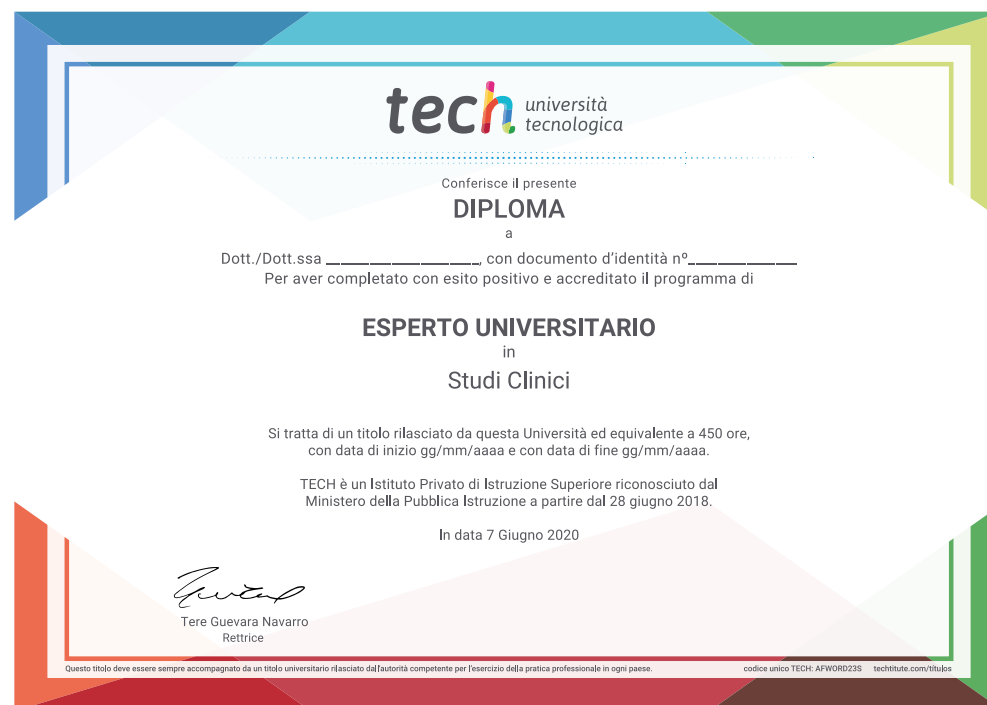 tech università
tecnologica
Conferisce il presente
DIPLOMA
a
Dott./Dott.ssa ____________________, con documento d'identità nº______________
Per aver completato con esito positivo e accreditato il programma di
ESPERTO UNIVERSITARIO
in
Studi Clinici
Si tratta di un titolo rilasciato da questa Università ed equivalente a 450 ore,
con data di inizio gg/mm/aaaa e con data di fine gg/mm/aaaa.
TECH è un Istituto Privato di Istruzione Superiore riconosciuto dal
Ministero della Pubblica Istruzione a partire dal 28 giugno 2018.
In data 7 Giugno 2020
Tere Guevara Navarro
Rettrice
Questo titolo deve essere sempre accompagnato da un titolo universitario rilasciato dall'autorità competente per l'esercizio della pratica professionale in ogni paese. codice unico TECH: AFWORD23S techtitute.com/títulos